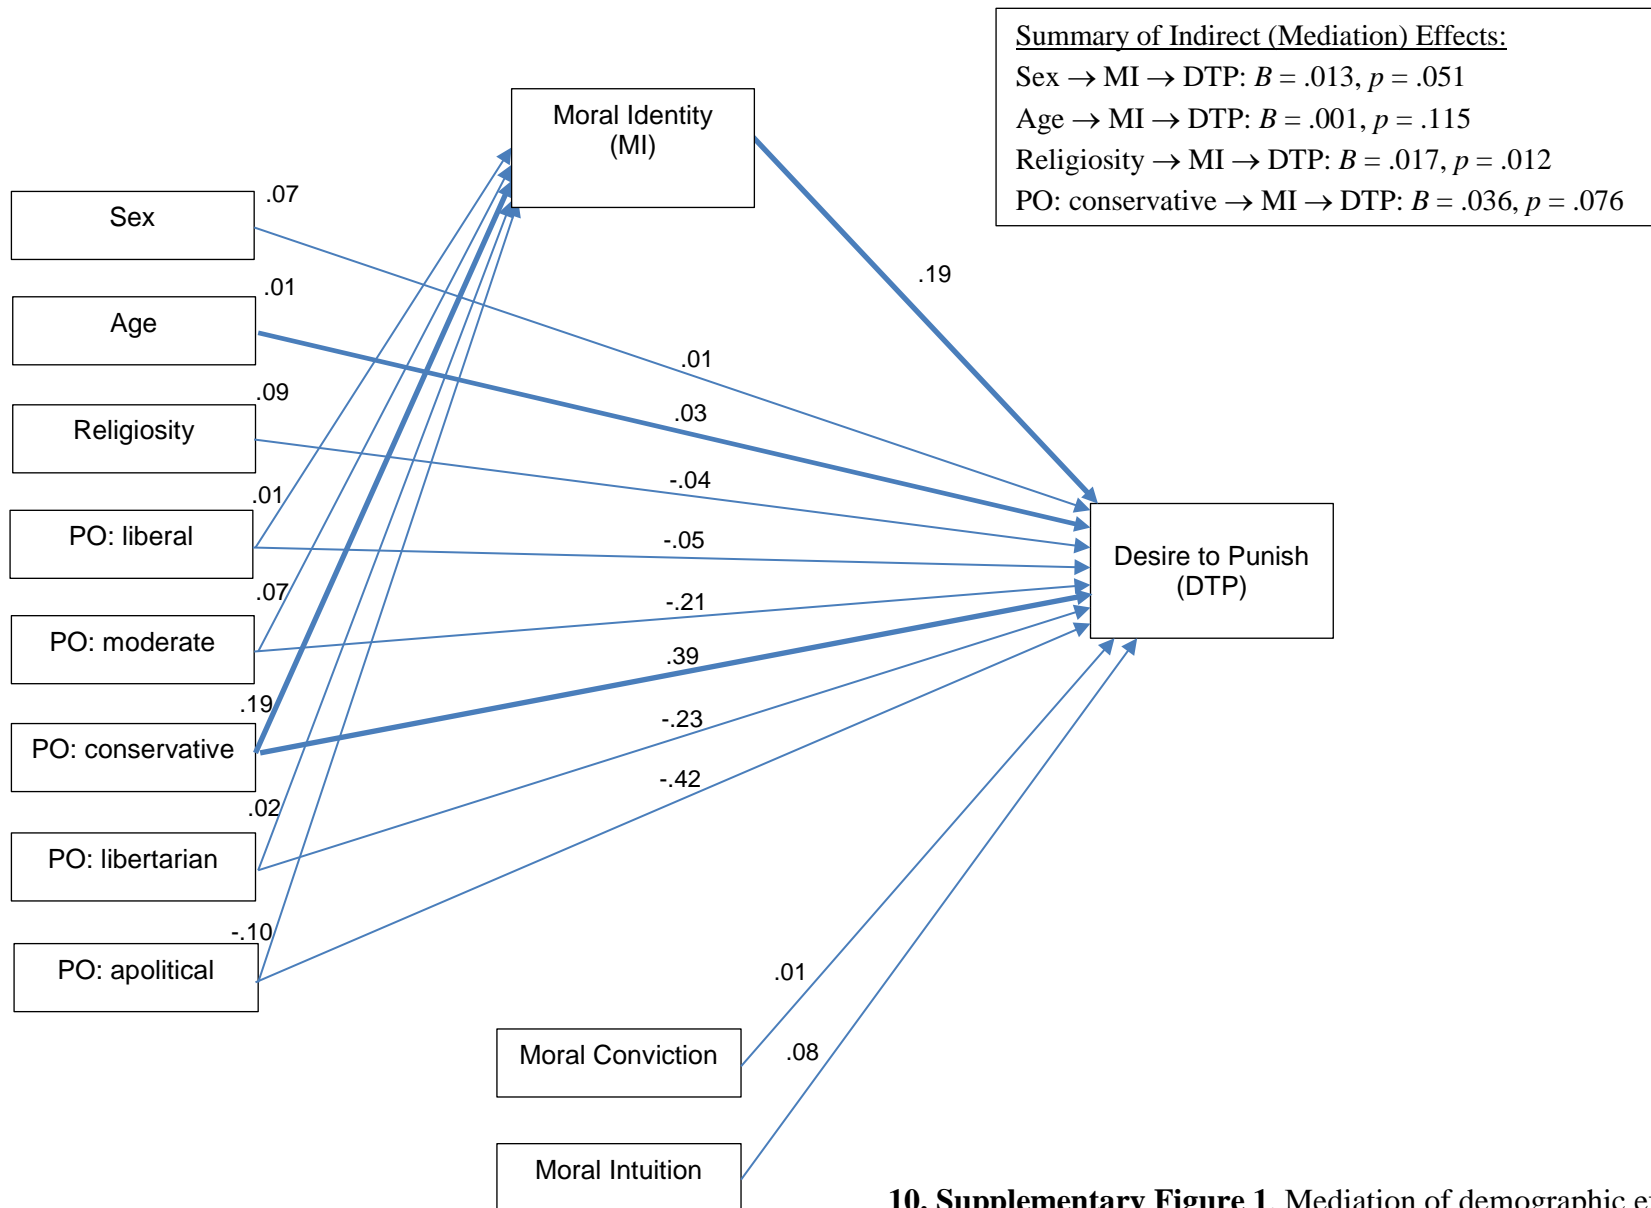 Summary of Indirect (Mediation) Effects:
Sex → MI → DTP: B = .013, p = .051
Age → MI → DTP: B = .001, p = .115
Religiosity → MI → DTP: B = .017, p = .012
PO: conservative → MI → DTP: B = .036, p = .076
Moral Identity
(MI)
.07
Sex
.19
.01
Age
.01
.03
.09
Religiosity
-.04
.01
PO: liberal
-.05
Desire to Punish
(DTP)
.07
-.21
PO: moderate
.39
.19
-.23
PO: conservative
-.42
.02
PO: libertarian
-.10
PO: apolitical
.01
Moral Conviction
.08
Moral Intuition
10. Supplementary Figure 1. Mediation of demographic